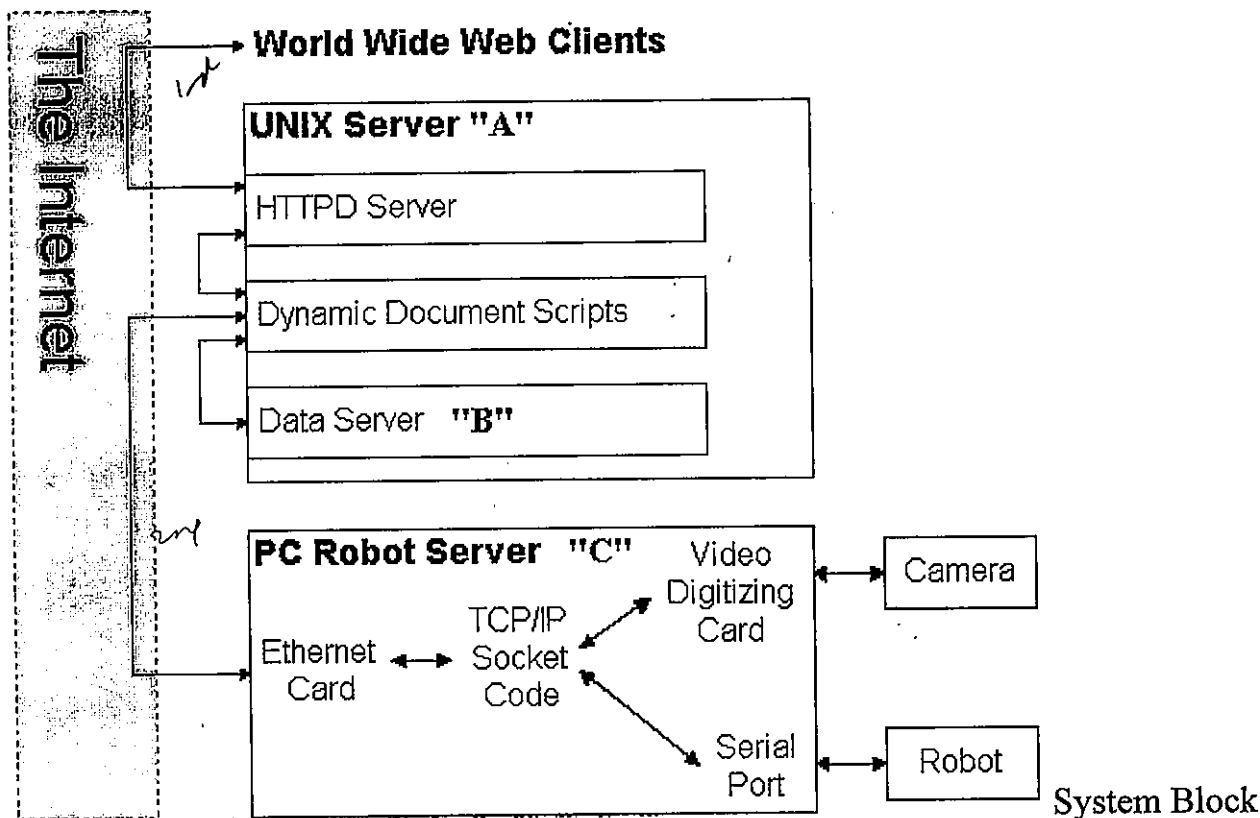 The Internet
World Wide Web Clients
UNIX Server "A"
HTTPD Server
Dynamic Document Scripts
Data Server "B"
PC Robot Server "C"
Ethernet
Card
TCP/IP
Socket
Code
Video
Digitizing
Card
Serial
Port
Camera
Robot
System Block